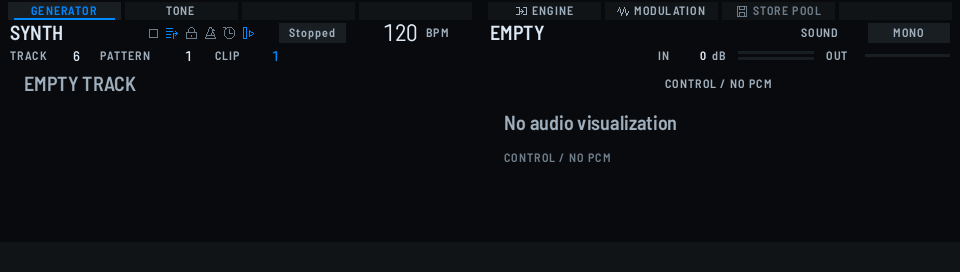 GENERATOR TONE ENGINE MODULATION STORE POOL
SYNTH Stopped 120 BPM EMPTY SOUND MONO
TRACK 6 PATTERN 1 CLIP 1 IN 0 dB OUT
EMPTY TRACK CONTROL / NO PCM
No audio visualization
CONTROL / NO PCM